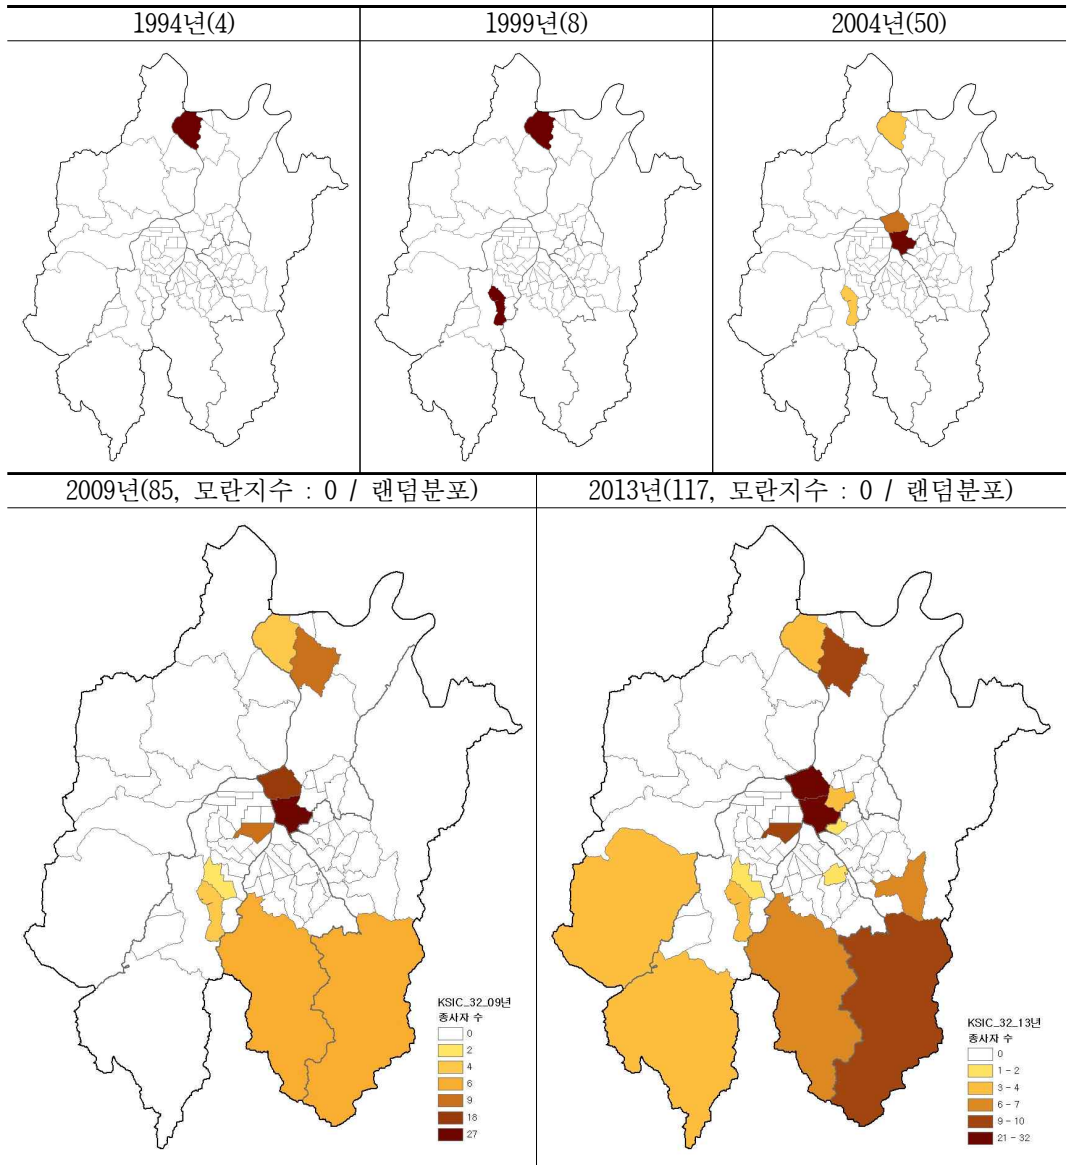 1994년(4)
1999년(8)
2004년(50)
2009년(85, 모란지수 : 0 / 랜덤분포)
2013년(117, 모란지수 : 0 / 랜덤분포)
KSIC_32_09년
종사자 수
0
2
4
6
9
18
27
KSIC_32_13년
종사자 수
0
1 - 2
3 - 4
6 - 7
9 - 10
21 - 32